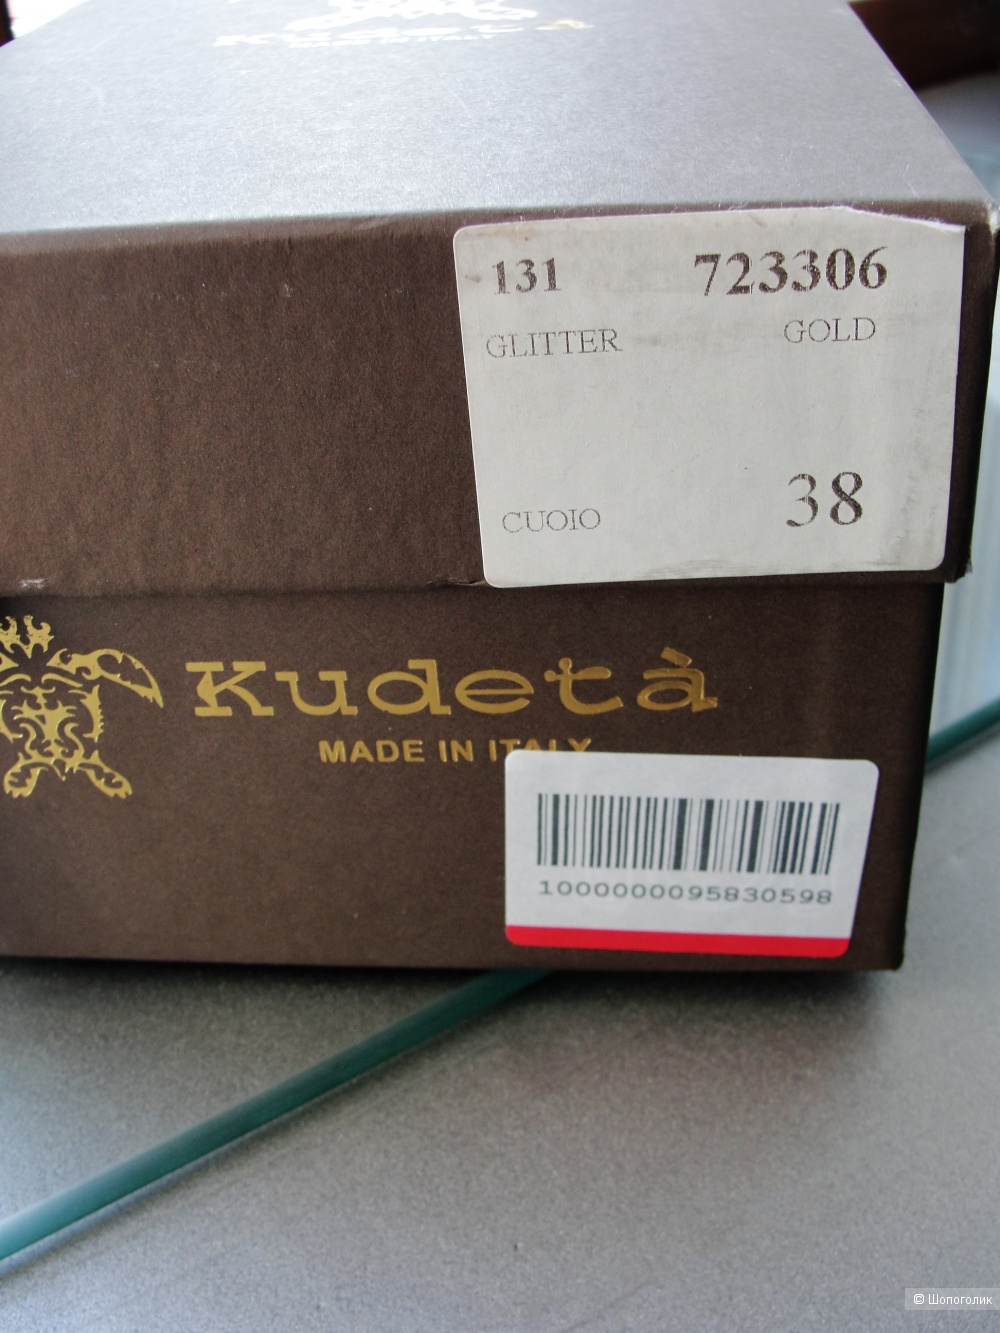 131 723306
GLITTER GOLD
CUOIO 38
Kudetà
MADE IN ITALY
1000000095830598
© Шопоголик